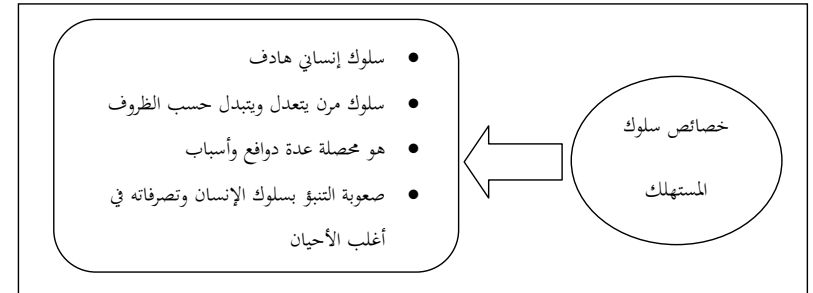 خصائص سلوك
المستهلك
● سلوك إنساني هادف
● سلوك مرن يتعدل ويتبدل حسب الظروف
● هو محصلة عدة دوافع وأسباب
● صعوبة التنبؤ بسلوك الإنسان وتصرفاته في
أغلب الأحيان